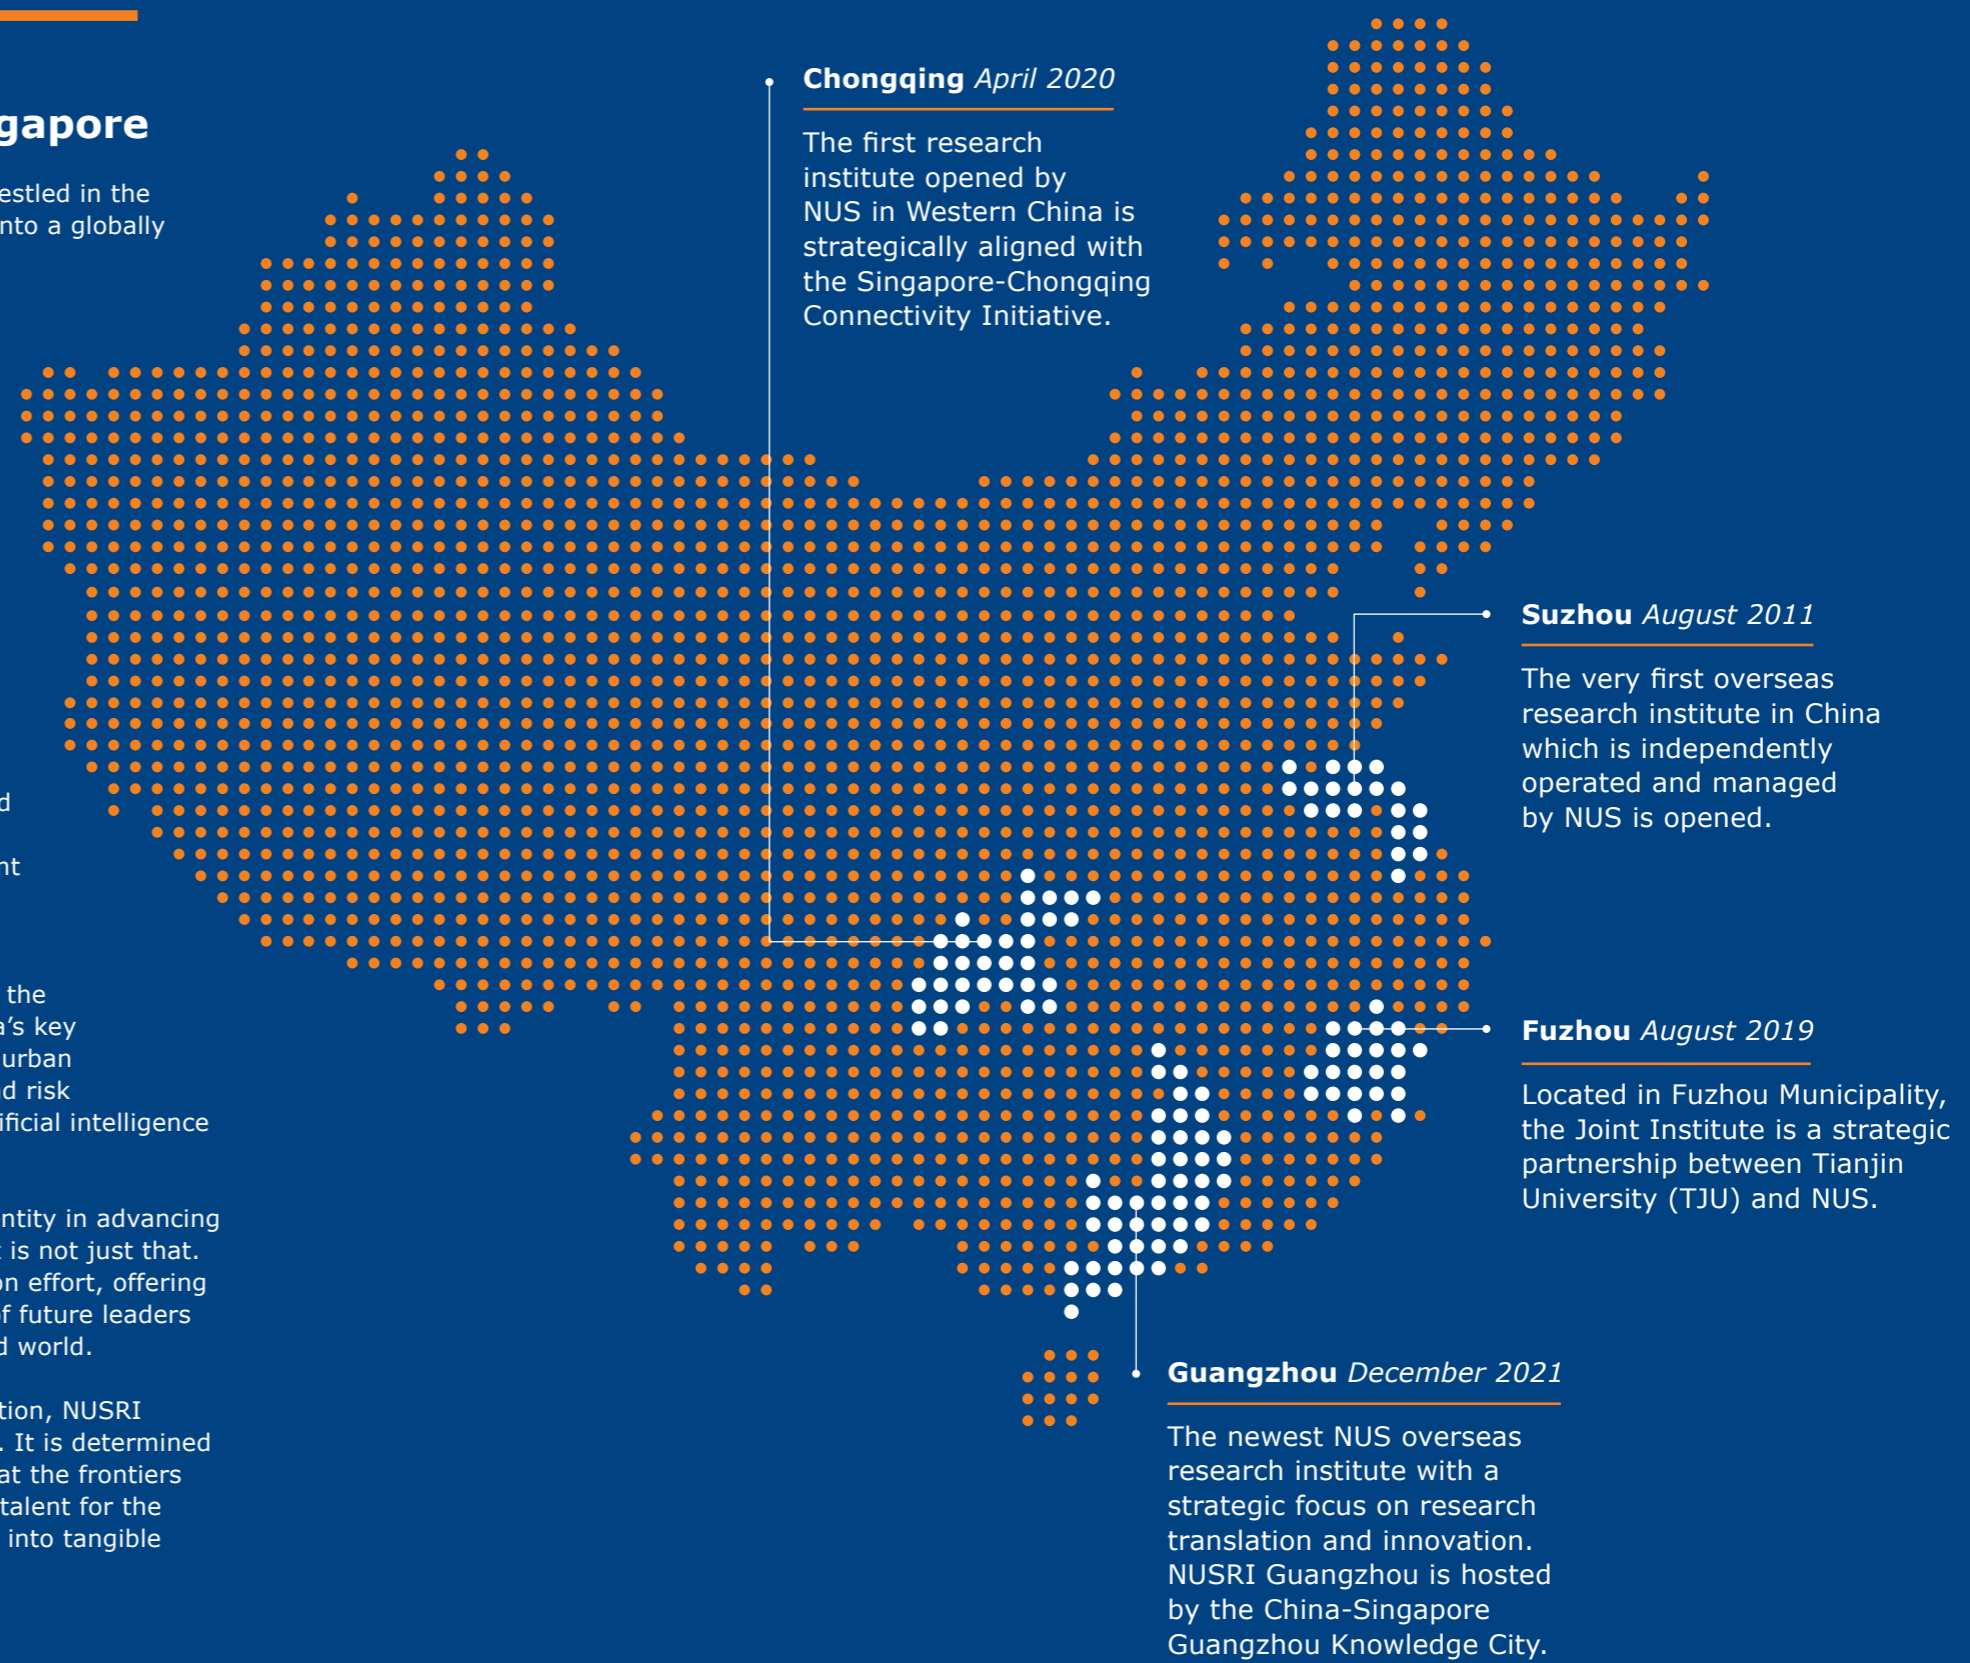 gapore
estled in the
nto a globally
d
nt
the
a’s key
urban
nd risk
ificial intelligence
ntity in advancing
t is not just that.
on effort, offering
of future leaders
d world.
tion, NUSRI
. It is determined
at the frontiers
talent for the
into tangible
Chongqing April 2020
The first research
institute opened by
NUS in Western China is
strategically aligned with
the Singapore-Chongqing
Connectivity Initiative.
Suzhou August 2011
The very first overseas
research institute in China
which is independently
operated and managed
by NUS is opened.
Fuzhou August 2019
Located in Fuzhou Municipality,
the Joint Institute is a strategic
partnership between Tianjin
University (TJU) and NUS.
Guangzhou December 2021
The newest NUS overseas
research institute with a
strategic focus on research
translation and innovation.
NUSRI Guangzhou is hosted
by the China-Singapore
Guangzhou Knowledge City.